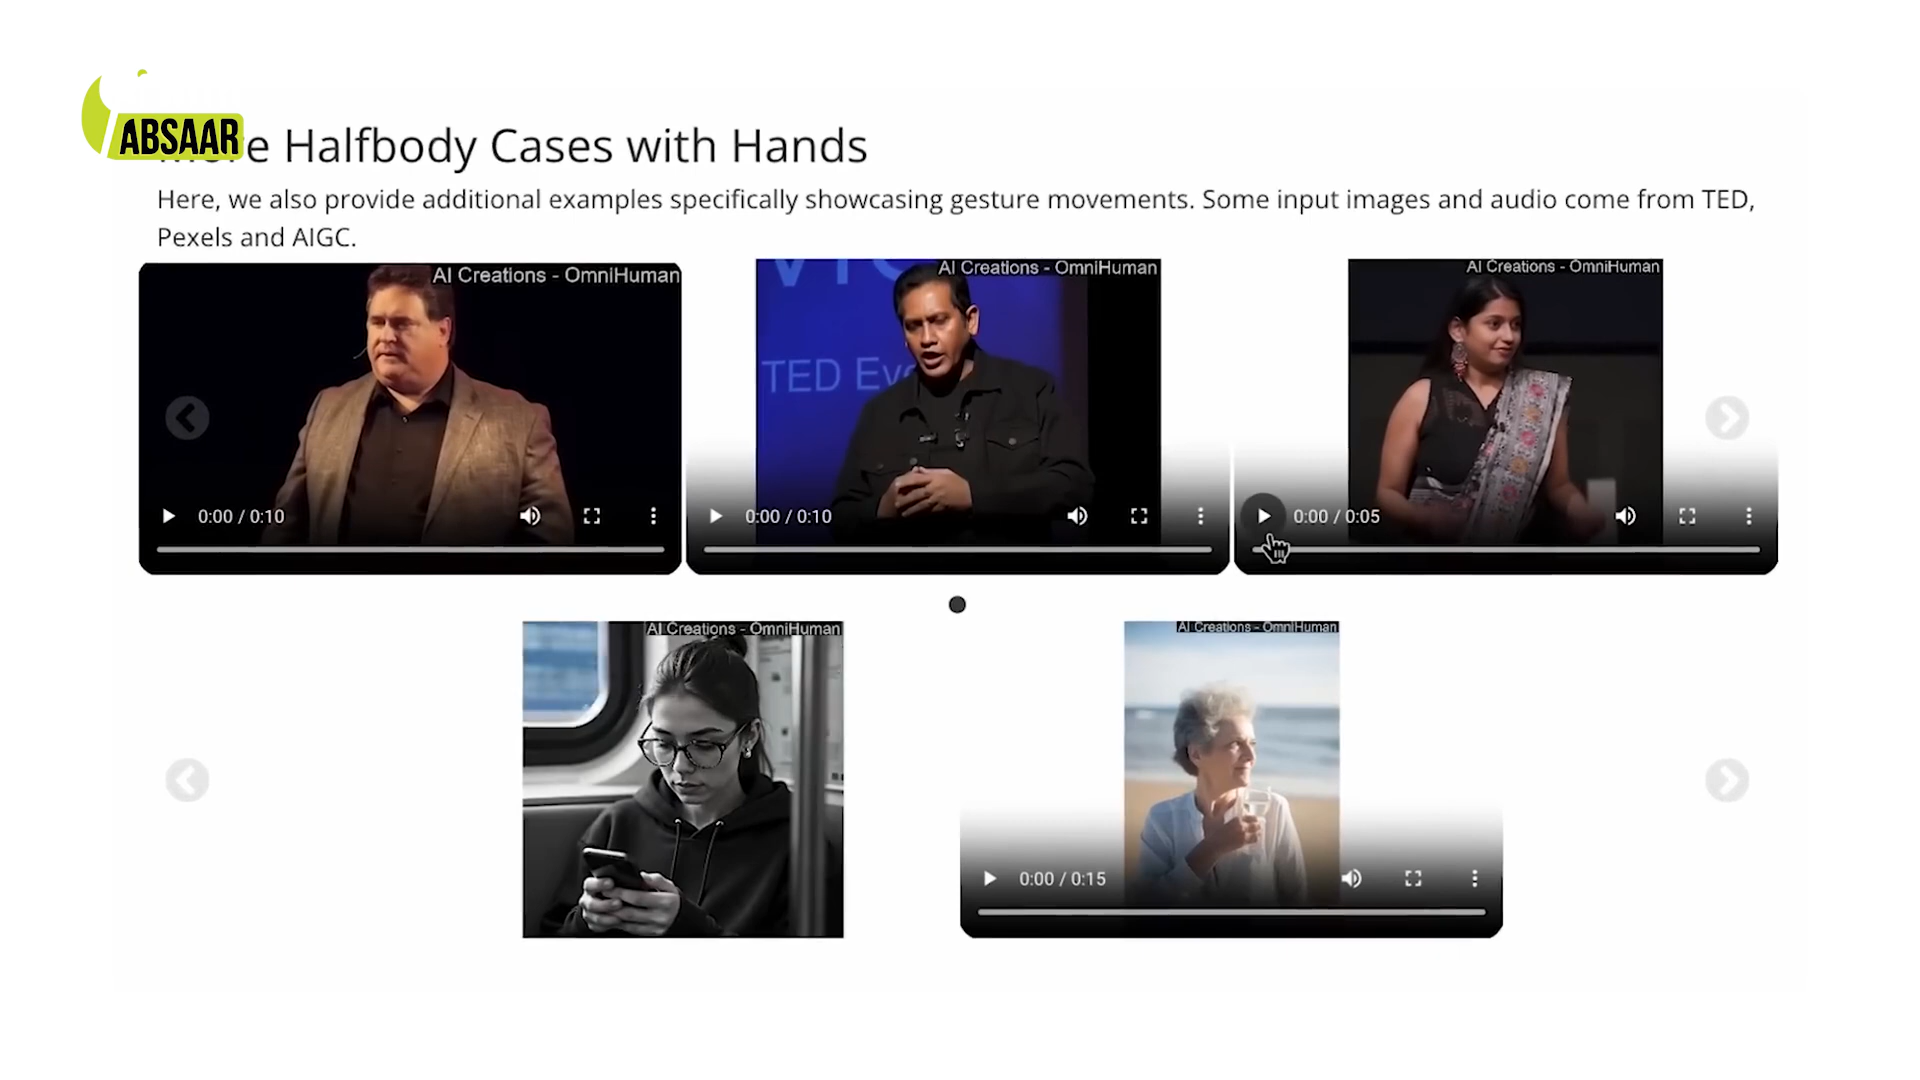 ABSAAR
More Halfbody Cases with Hands
Here, we also provide additional examples specifically showcasing gesture movements. Some input images and audio come from TED,
Pexels and AIGC.
AI Creations - OmniHuman
AI Creations - OmniHuman
AI Creations - OmniHuman
TED Eve
0:00 / 0:10
0:00 / 0:10
0:00 / 0:05
AI Creations - OmniHuman
AI Creations - OmniHuman
0:00 / 0:15